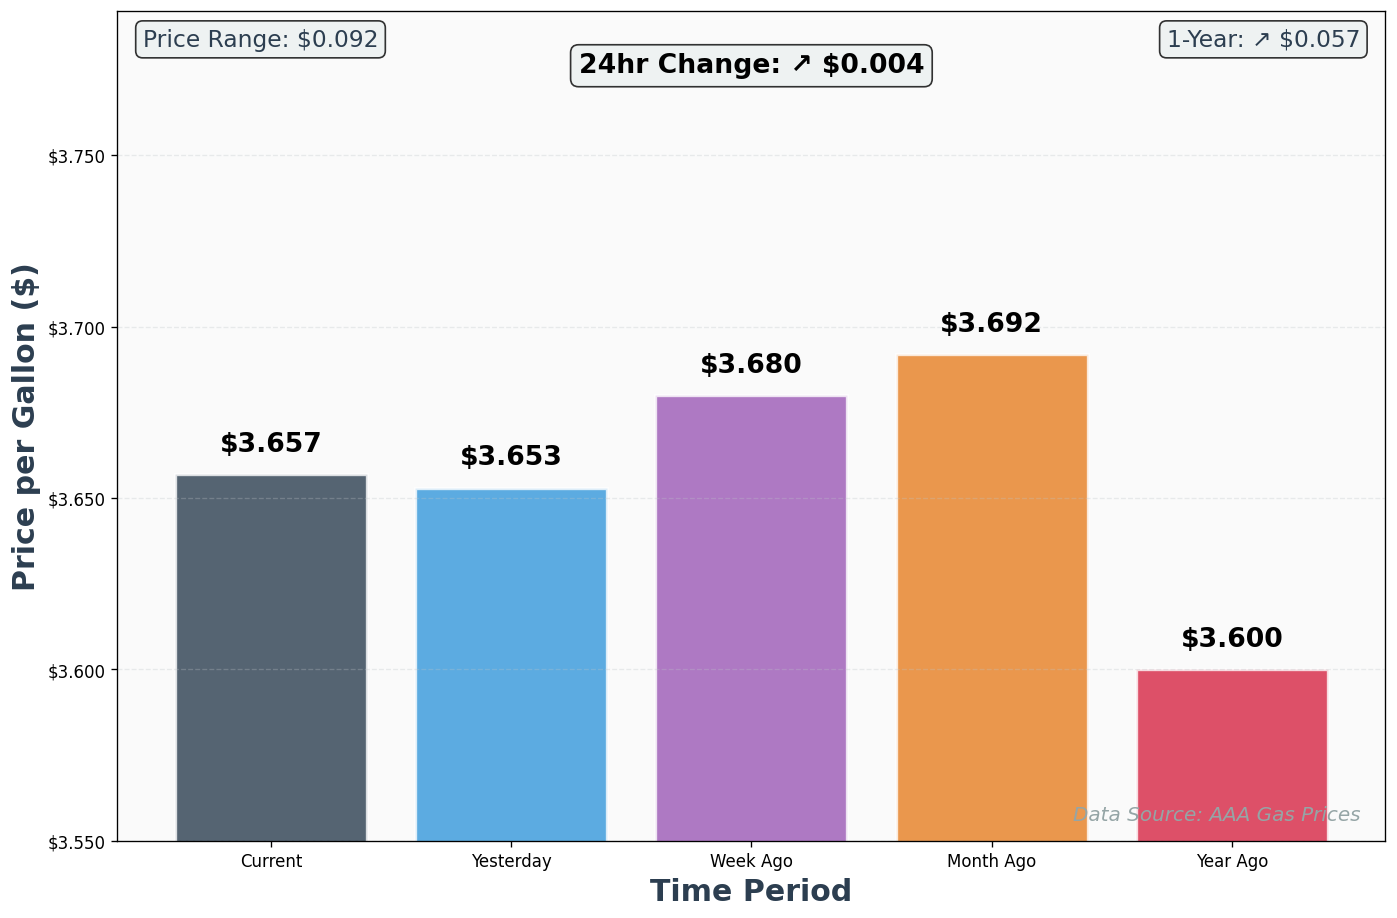 Price Range: $0.092
24hr Change: ↗ $0.004
1-Year: ↗ $0.057
Price per Gallon ($)
$3.750
$3.700
$3.650
$3.600
$3.550
$3.657
$3.653
$3.680
$3.692
$3.600
Data Source: AAA Gas Prices
Current
Yesterday
Week Ago
Month Ago
Year Ago
Time Period